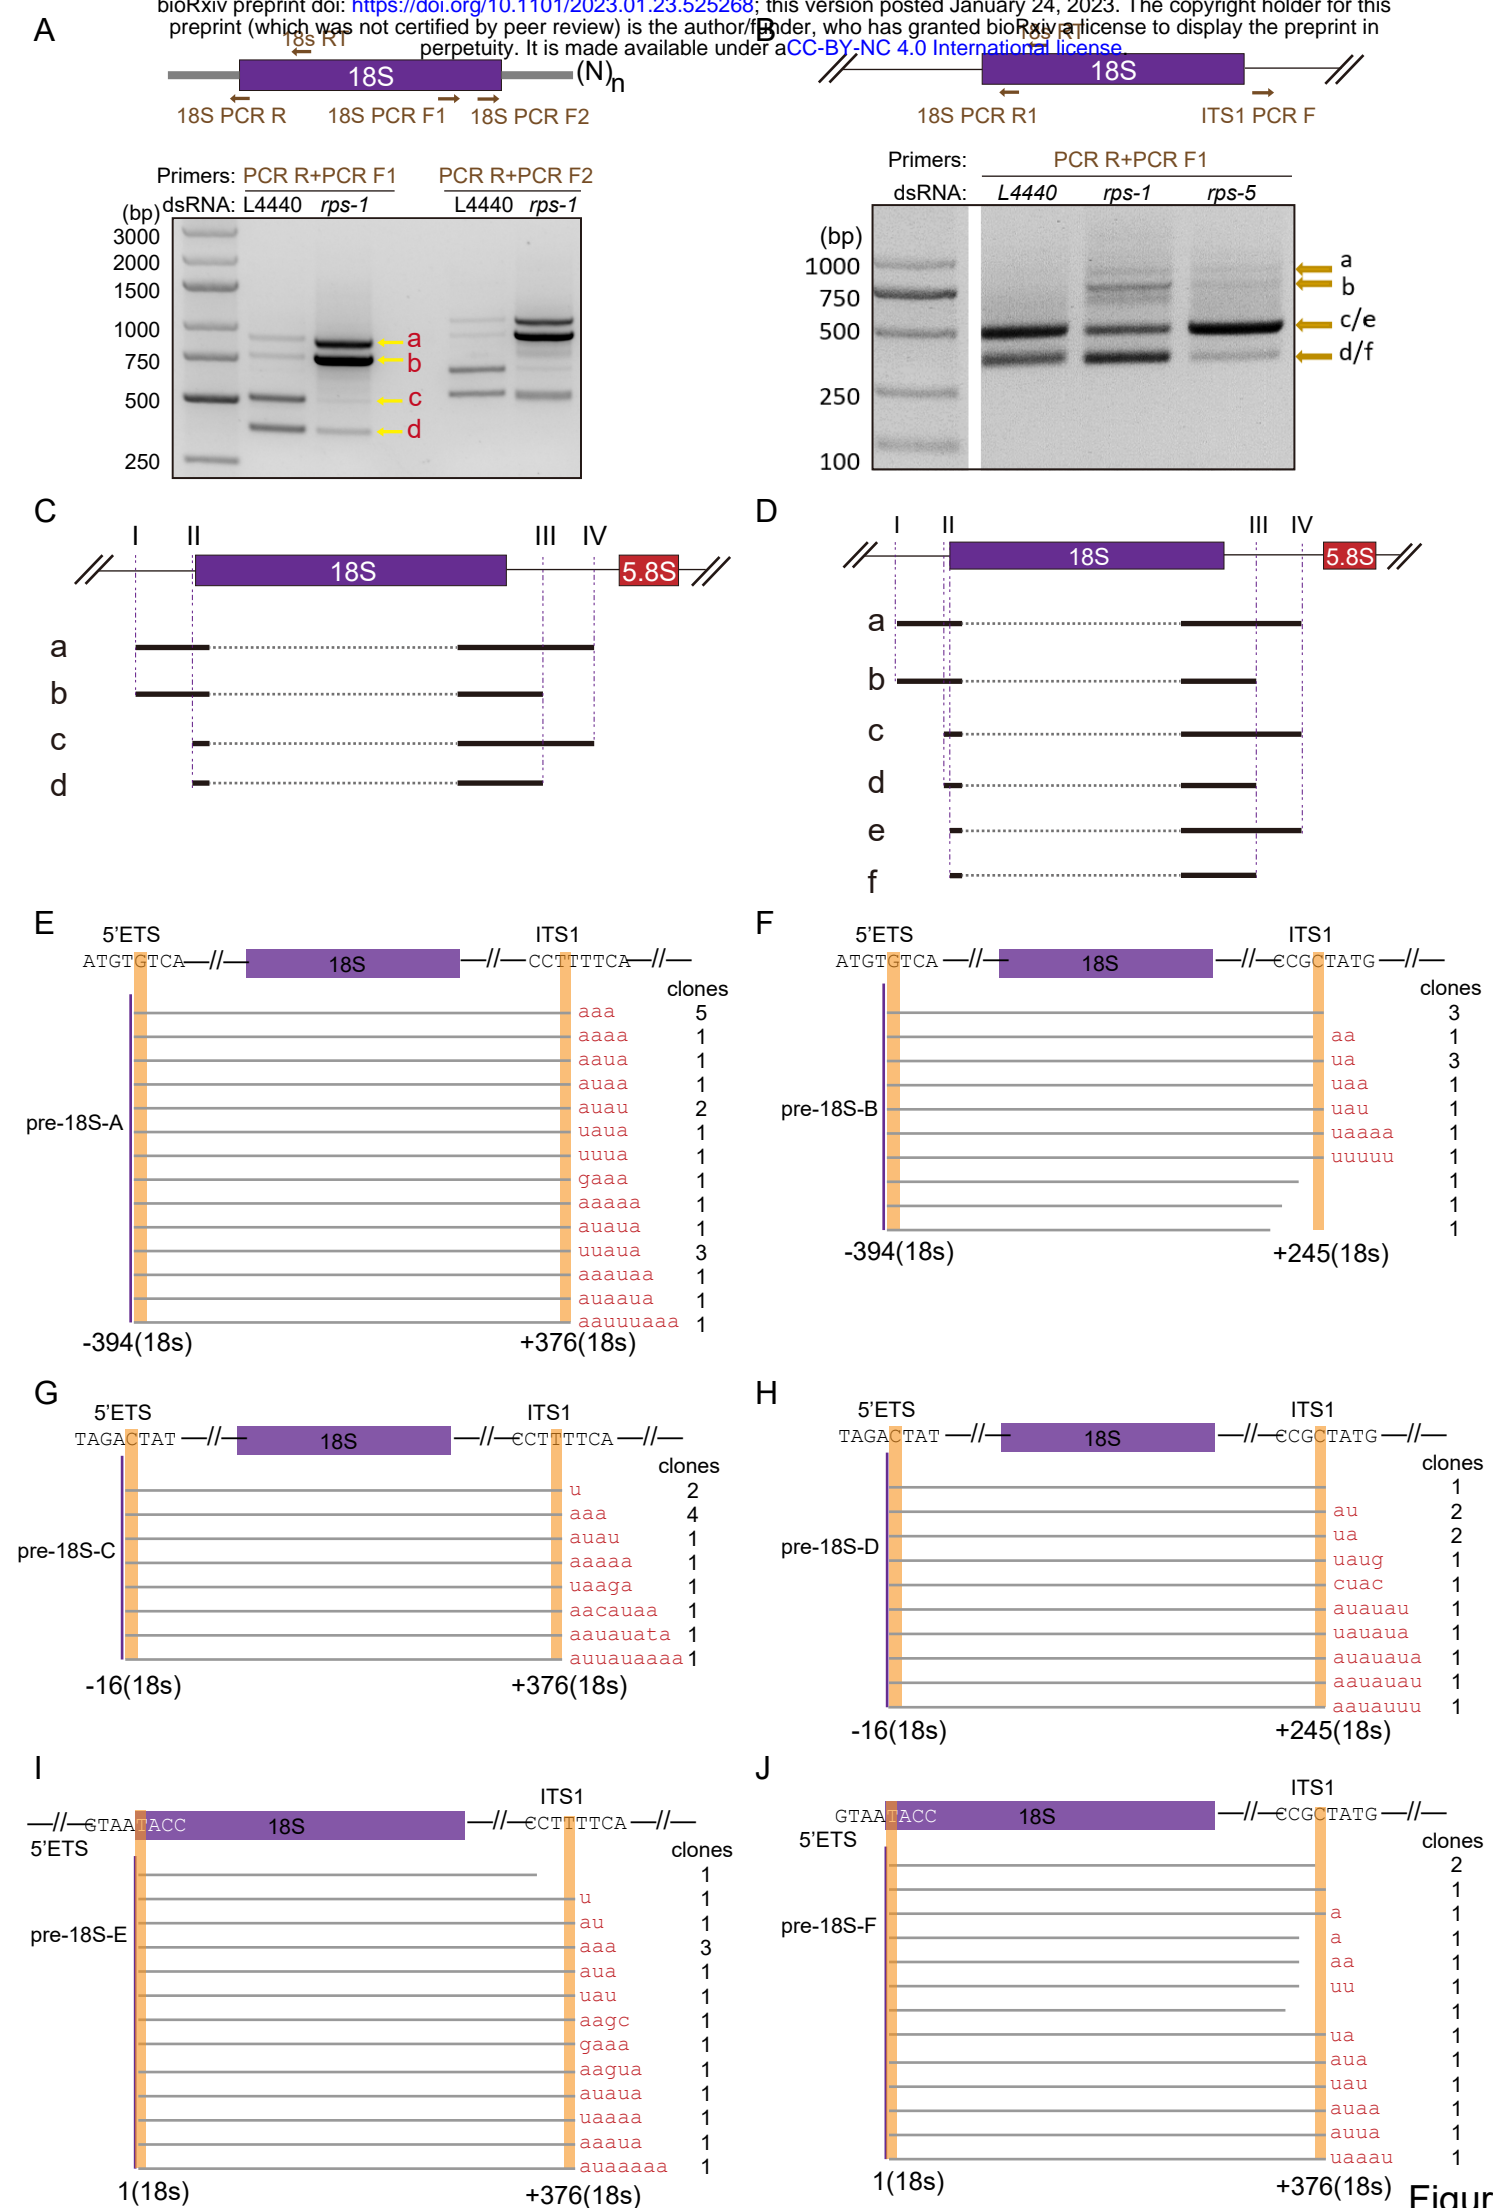 bioRxiv preprint doi: https://doi.org/10.1101/2023.01.23.525268; this version posted January 24, 2023. The copyright holder for this
preprint (which was not certified by peer review) is the author/funder, who has granted bioRxiv a license to display the preprint in
perpetuity. It is made available under aCC-BY-NC 4.0 International license.
A
18s RT
18S
(N)n
18S PCR R
18S PCR F1
18S PCR F2
Primers: PCR R+PCR F1 PCR R+PCR F2
(bp) dsRNA: L4440 rps-1 L4440 rps-1
3000
2000
1500
1000
750
500
250
a
b
c
d
B
18s RT
18S
18S PCR R1
ITS1 PCR F
Primers: PCR R+PCR F1
dsRNA: L4440 rps-1 rps-5
(bp)
1000
750
500
250
100
a
b
c/e
d/f
C
I II III IV
18S 5.8S
a
b
c
d
D
I II III IV
18S 5.8S
a
b
c
d
e
f
E
5'ETS ITS1
ATGTGTCA 18S CCTTTTCA
clones
pre-18S-A
aaa 5
aaaa 1
aaua 1
auaa 1
auau 2
uaua 1
uuua 1
gaaa 1
aaaaa 1
auaua 1
uuaua 3
aaauaa 1
auaaua 1
aauuuaaa 1
-394(18s) +376(18s)
F
5'ETS ITS1
ATGTGTCA 18S CCGCTATG
clones
pre-18S-B
3
aa 1
ua 3
uaa 1
uau 1
uaaaa 1
uuuuu 1
1
1
1
-394(18s) +245(18s)
G
5'ETS ITS1
TAGACTAT 18S CCTTTTCA
clones
pre-18S-C
u 2
aaa 4
auau 1
aaaaa 1
uaaga 1
aacauaa 1
aauauata 1
auuauaaaa 1
-16(18s) +376(18s)
H
5'ETS ITS1
TAGACTAT 18S CCGCTATG
clones
pre-18S-D
1
au 2
ua 2
uaug 1
cuac 1
auauau 1
uauaua 1
auauaua 1
aauauau 1
aauauuu 1
-16(18s) +245(18s)
I
ITS1
GTAATACC 18S CCTTTTCA
5'ETS
clones
pre-18S-E
1
u 1
au 1
aaa 3
aua 1
uau 1
aagc 1
gaaa 1
aagua 1
auaua 1
uaaaa 1
aaaua 1
auaaaaa 1
1(18s) +376(18s)
J
ITS1
GTAATACC 18S CCGCTATG
5'ETS
clones
pre-18S-F
2
1
a 1
a 1
aa 1
uu 1
1
ua 1
aua 1
uau 1
auaa 1
auua 1
uaaau 1
1(18s) +376(18s)
Figur